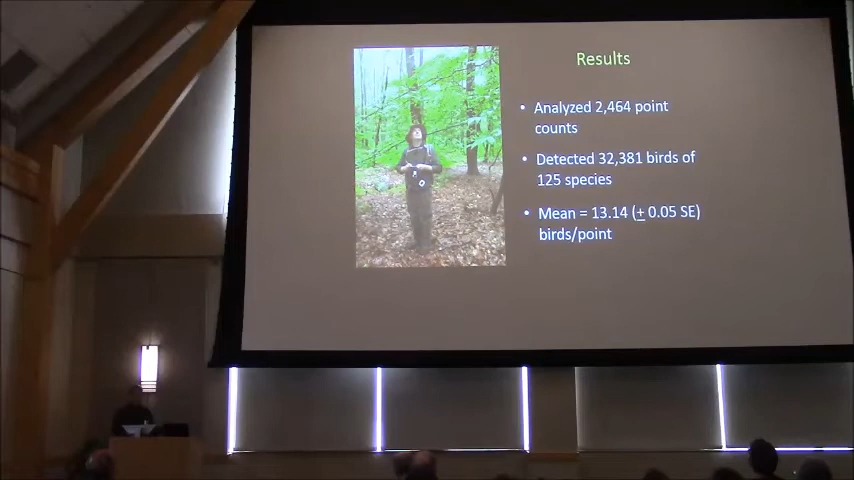 Results
• Analyzed 2,464 point
counts
• Detected 32,381 birds of
125 species
• Mean = 13.14 (± 0.05 SE)
birds/point